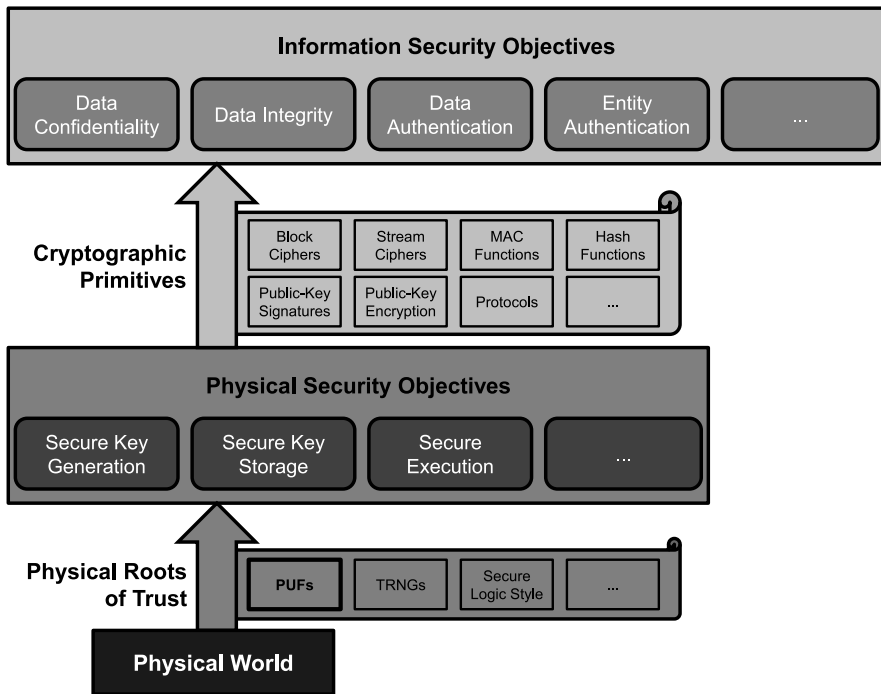 Information Security Objectives
Data
Confidentiality
Data Integrity
Data
Authentication
Entity
Authentication
...
Cryptographic
Primitives
Block
Ciphers
Stream
Ciphers
MAC
Functions
Hash
Functions
Public-Key
Signatures
Public-Key
Encryption
Protocols
...
Physical Security Objectives
Secure Key
Generation
Secure Key
Storage
Secure
Execution
...
Physical Roots
of Trust
PUFs
TRNGs
Secure
Logic Style
...
Physical World